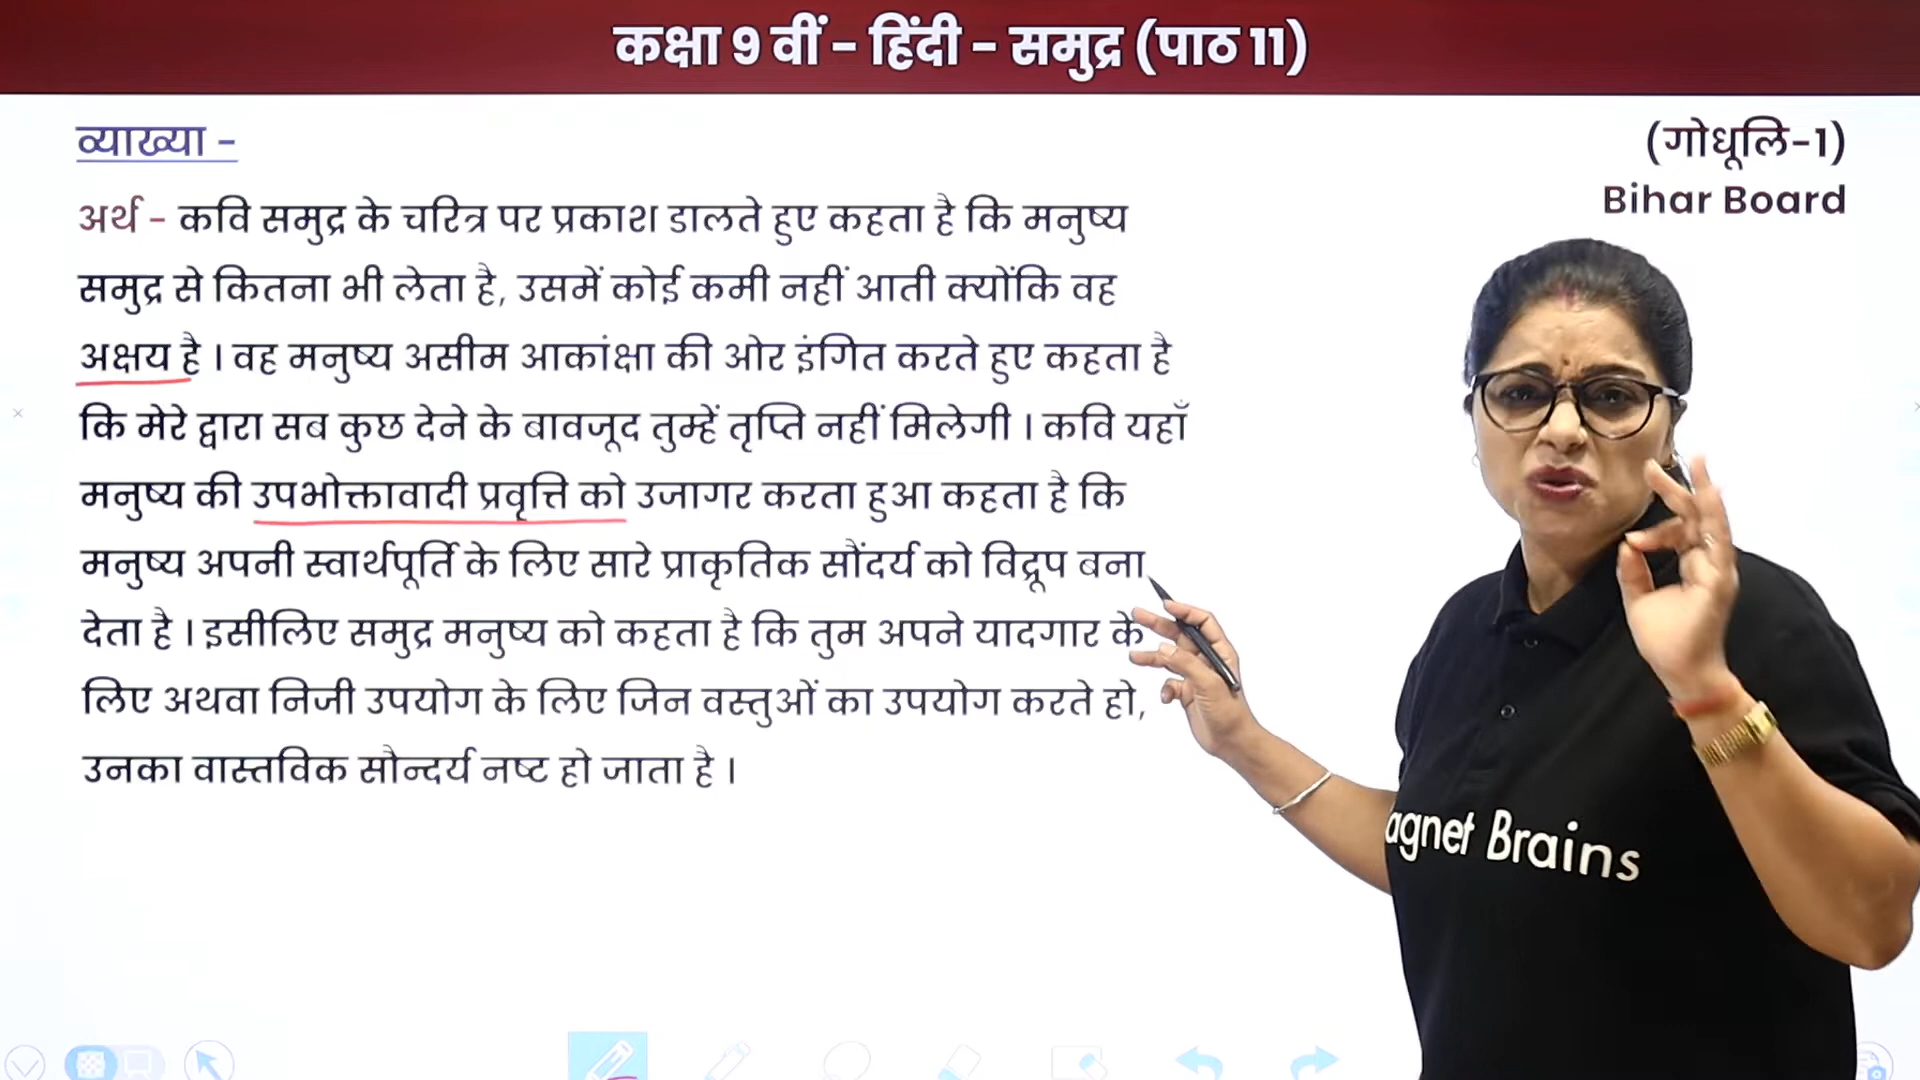 कक्षा 9 वीं - हिंदी - समुद्र (पाठ 11)
व्याख्या -
(गोधूलि-1)
Bihar Board
अर्थ - कवि समुद्र के चरित्र पर प्रकाश डालते हुए कहता है कि मनुष्य
समुद्र से कितना भी लेता है, उसमें कोई कमी नहीं आती क्योंकि वह
अक्षय है । वह मनुष्य असीम आकांक्षा की ओर इंगित करते हुए कहता है
कि मेरे द्वारा सब कुछ देने के बावजूद तुम्हें तृप्ति नहीं मिलेगी । कवि यहाँ
मनुष्य की उपभोक्तावादी प्रवृत्ति को उजागर करता हुआ कहता है कि
मनुष्य अपनी स्वार्थपूर्ति के लिए सारे प्राकृतिक सौंदर्य को विद्रूप बना
देता है । इसीलिए समुद्र मनुष्य को कहता है कि तुम अपने यादगार के
लिए अथवा निजी उपयोग के लिए जिन वस्तुओं का उपयोग करते हो,
उनका वास्तविक सौन्दर्य नष्ट हो जाता है ।
agnet Brains